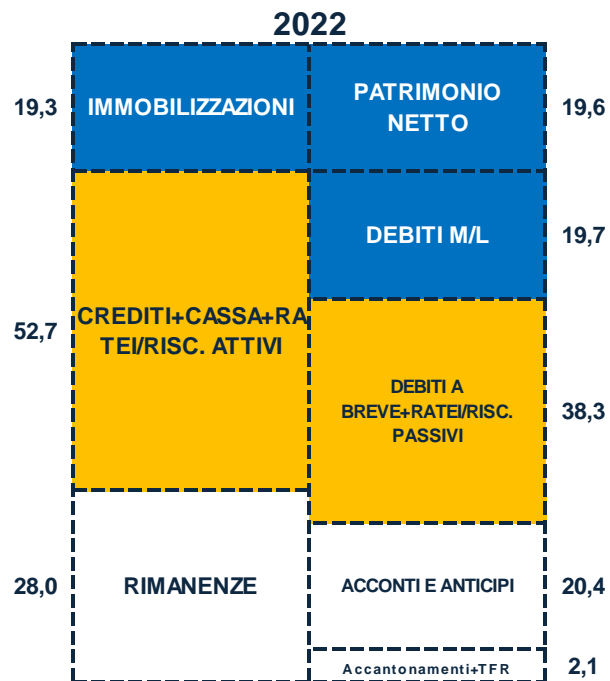 2022
19,3
IMMOBILIZZAZIONI
PATRIMONIO
NETTO
19,6
DEBITI M/L
19,7
52,7
CREDITI+CASSA+RA
TEI/RISC. ATTIVI
DEBITI A
BREVE+RATEI/RISC.
PASSIVI
38,3
28,0
RIMANENZE
ACCONTI E ANTICIPI
20,4
Accantonamenti+TFR
2,1